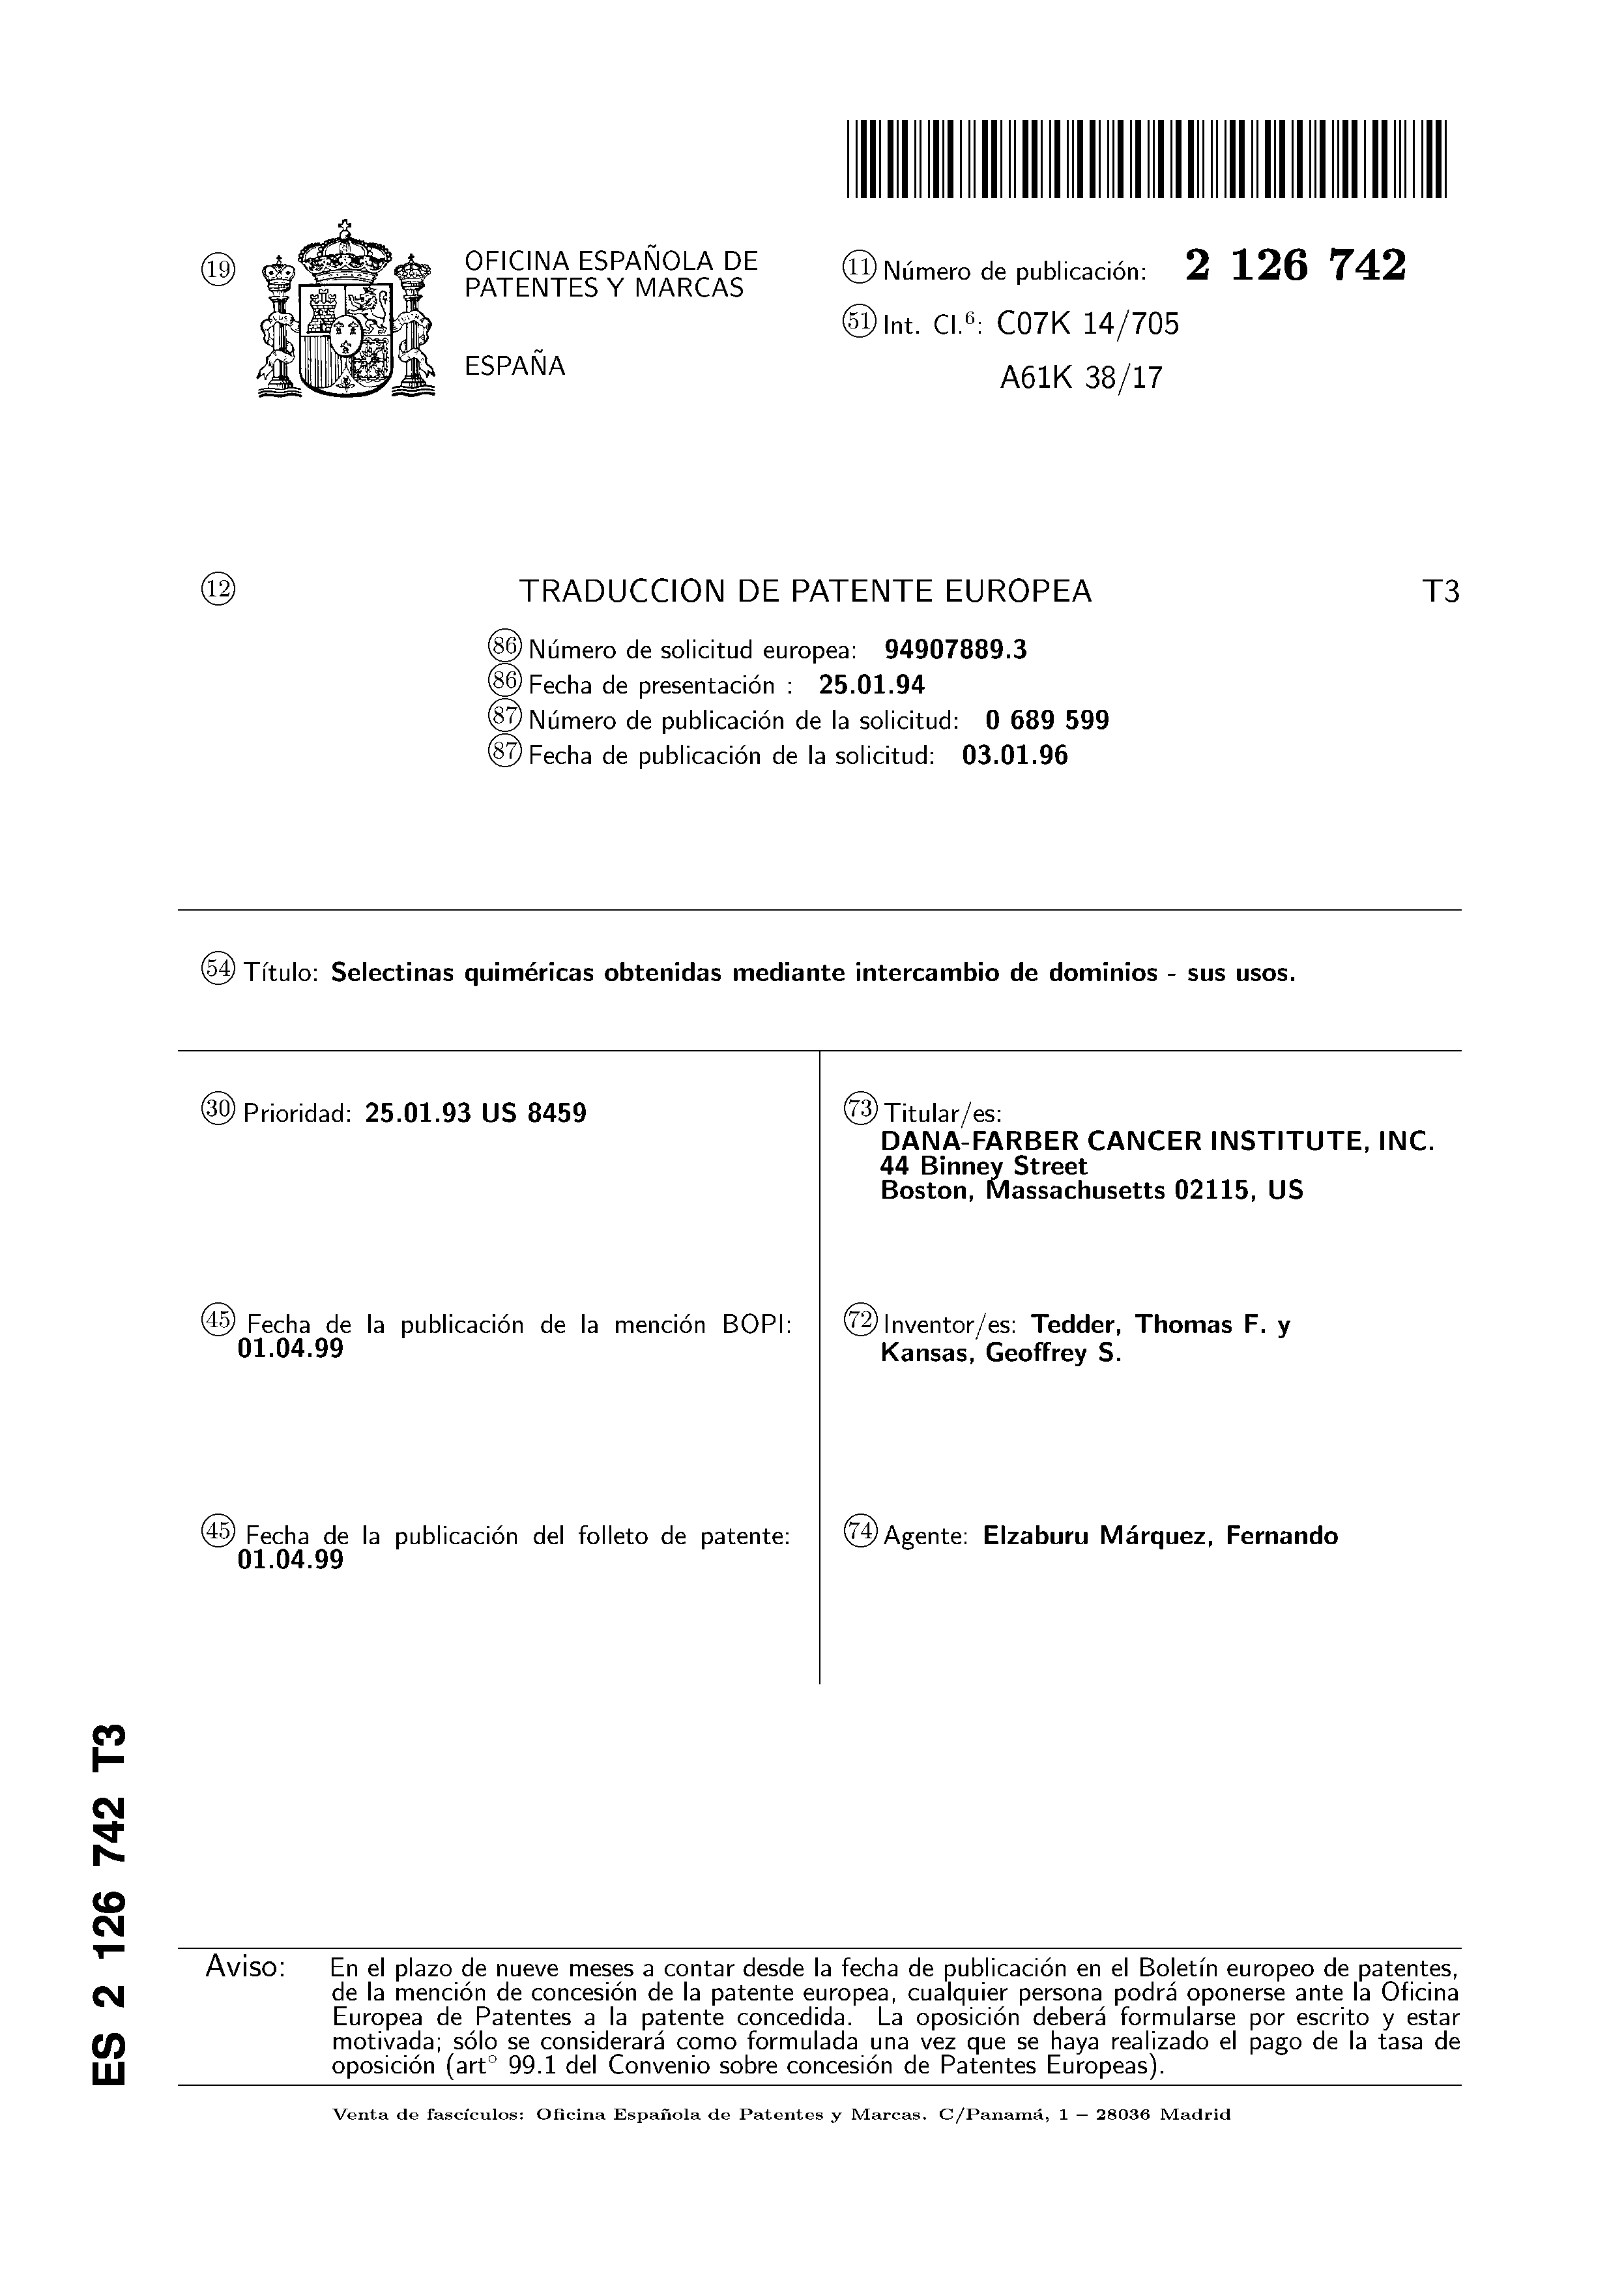 19
OFICINA ESPAÑOLA DE
PATENTES Y MARCAS
ESPAÑA
11 Número de publicación: 2 126 742
51 Int. Cl.6: C07K 14/705
A61K 38/17
12
TRADUCCION DE PATENTE EUROPEA
T3
86 Número de solicitud europea: 94907889.3
86 Fecha de presentación : 25.01.94
87 Número de publicación de la solicitud: 0 689 599
87 Fecha de publicación de la solicitud: 03.01.96
54 Título: Selectinas quiméricas obtenidas mediante intercambio de dominios - sus usos.
30 Prioridad: 25.01.93 US 8459
73 Titular/es:
DANA-FARBER CANCER INSTITUTE, INC.
44 Binney Street
Boston, Massachusetts 02115, US
45 Fecha de la publicación de la mención BOPI:
01.04.99
72 Inventor/es: Tedder, Thomas F. y
Kansas, Geoffrey S.
45 Fecha de la publicación del folleto de patente:
01.04.99
74 Agente: Elzaburu Márquez, Fernando
ES 2 126 742 T3
Aviso: En el plazo de nueve meses a contar desde la fecha de publicación en el Boletín europeo de patentes,
de la mención de concesión de la patente europea, cualquier persona podrá oponerse ante la Oficina
Europea de Patentes a la patente concedida. La oposición deberá formularse por escrito y estar
motivada; sólo se considerará como formulada una vez que se haya realizado el pago de la tasa de
oposición (art° 99.1 del Convenio sobre concesión de Patentes Europeas).
Venta de fascículos: Oficina Española de Patentes y Marcas. C/Panamá, 1 – 28036 Madrid